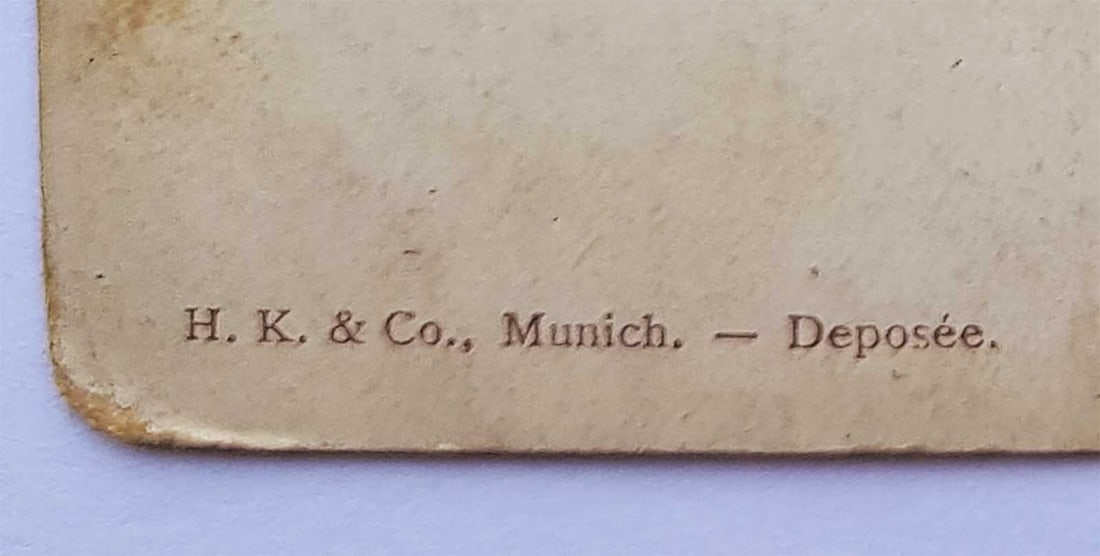 H. K. & Co., Munich. — Deposée.